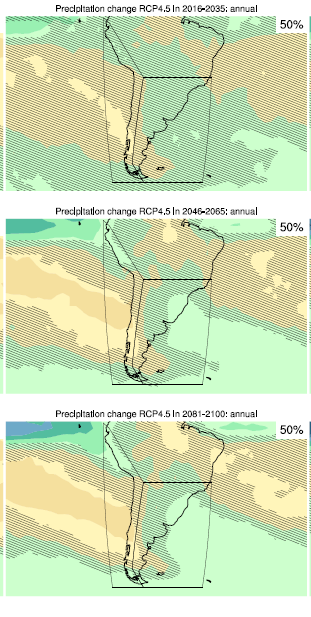 Precipitation change RCP4.5 in 2016-2035: annual
50%
Precipitation change RCP4.5 in 2046-2065: annual
50%
Precipitation change RCP4.5 in 2081-2100: annual
50%